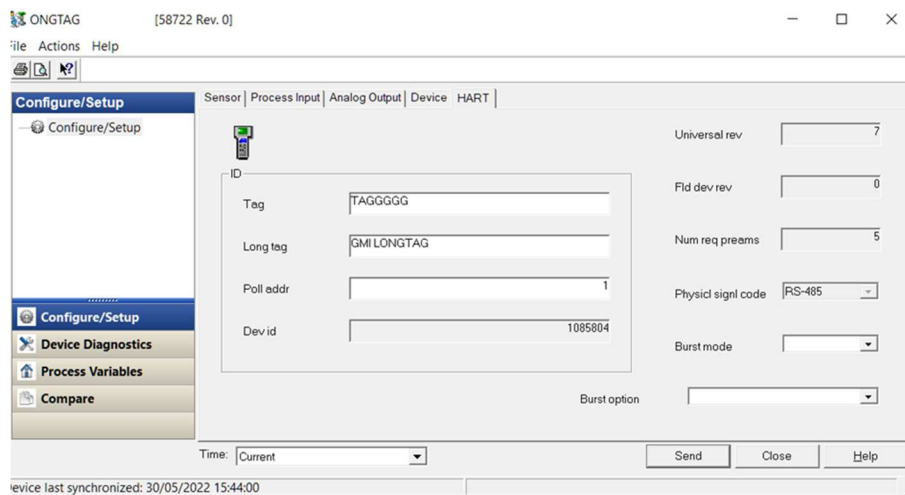 ONGTAG [58722 Rev. 0]
ile Actions Help
Configure/Setup
Configure/Setup
Configure/Setup
Device Diagnostics
Process Variables
Compare
Sensor Process Input Analog Output Device HART
ID
Tag TAGGGGG
Long tag GMI LONGTAG
Poll addr 1
Dev id 1085804
Universal rev 7
Fld dev rev 0
Num req preams 5
Physicl signl code RS-485
Burst mode
Burst option
Time: Current
Send Close Help
evice last synchronized: 30/05/2022 15:44:00